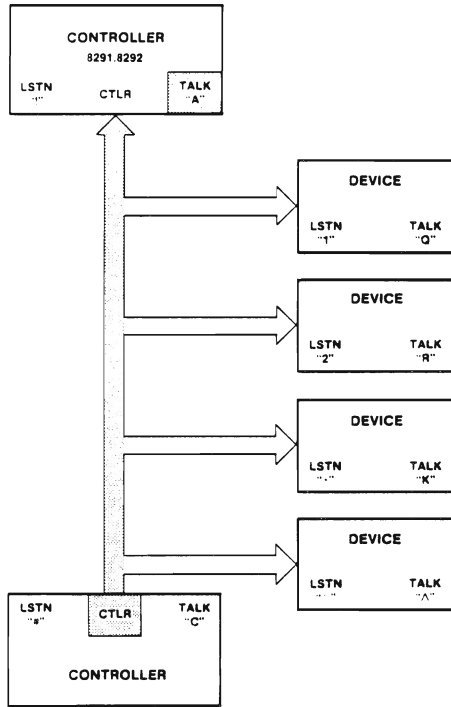 CONTROLLER
8291.8292
LSTN
CTLR
TALK
"A"
DEVICE
LSTN
"1"
TALK
"Q"
DEVICE
LSTN
"2"
TALK
"R"
DEVICE
LSTN
TALK
"K"
DEVICE
LSTN
TALK
"^"
LSTN
"#"
CTLR
TALK
"C"
CONTROLLER